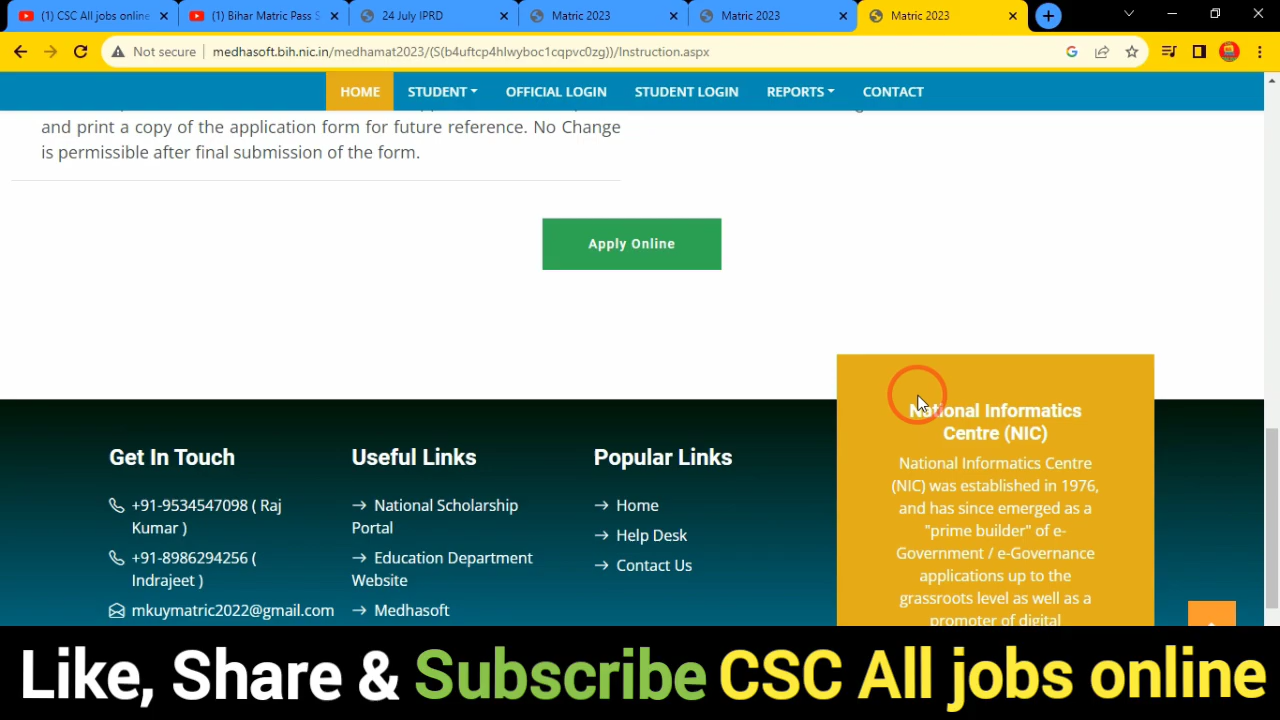 (1) CSC All jobs online
(1) Bihar Matric Pass S
24 July IPRD
Matric 2023
Matric 2023
Matric 2023
Not secure
medhasoft.bih.nic.in/medhamat2023/(S(b4uftcp4hlwyboc1cqpvc0zg))/Instruction.aspx
HOME
STUDENT
OFFICIAL LOGIN
STUDENT LOGIN
REPORTS
CONTACT
and print a copy of the application form for future reference. No Change
is permissible after final submission of the form.
Apply Online
Get In Touch
+91-9534547098 ( Raj
Kumar )
+91-8986294256 (
Indrajeet )
mkuymatric2022@gmail.com
Useful Links
→ National Scholarship
Portal
→ Education Department
Website
→ Medhasoft
Popular Links
→ Home
→ Help Desk
→ Contact Us
National Informatics
Centre (NIC)
National Informatics Centre
(NIC) was established in 1976,
and has since emerged as a
"prime builder" of e-
Government / e-Governance
applications up to the
grassroots level as well as a
promoter of digital
Like, Share & Subscribe CSC All jobs online